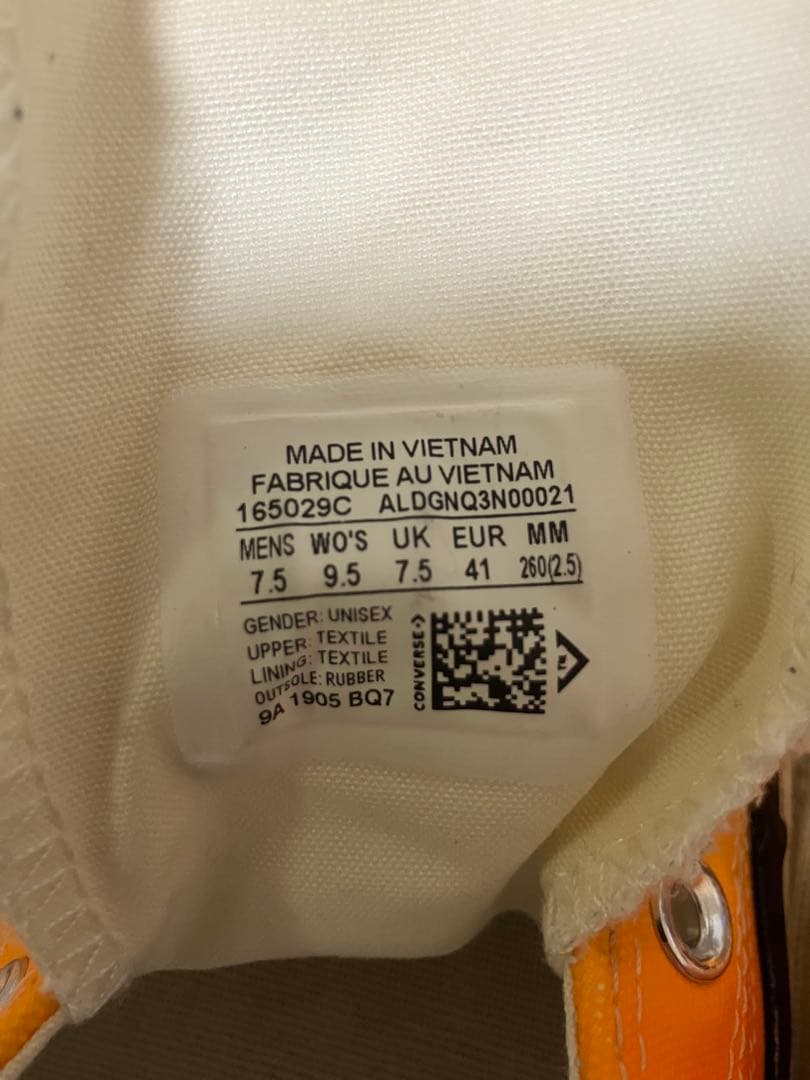 MADE IN VIETNAM
FABRIQUE AU VIETNAM
165029C ALDGNQ3N00021
MENS WO'S UK EUR MM
7.5 9.5 7.5 41 260(2.5)
GENDER: UNISEX
UPPER: TEXTILE
LINING: TEXTILE
OUTSOLE: RUBBER
9A 1905 BQ7
CONVERSE
TM